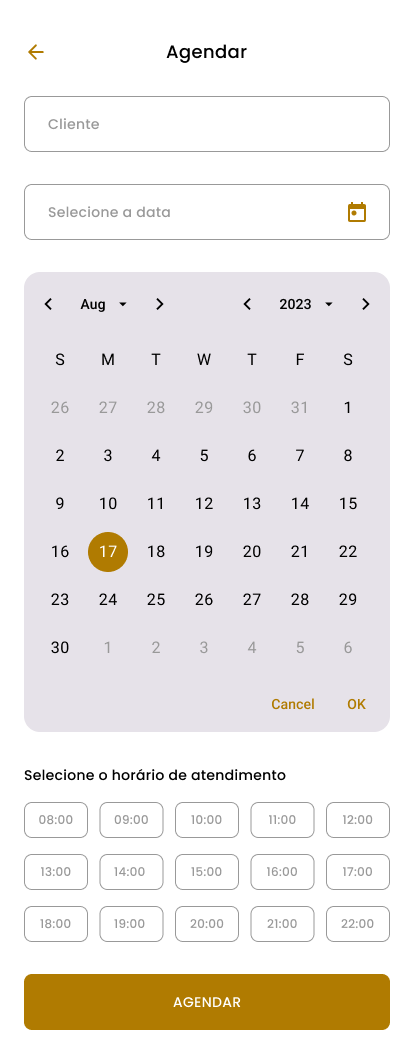 Agendar
Cliente
Selecione a data
Aug 2023
S M T W T F S
26 27 28 29 30 31 1
2 3 4 5 6 7 8
9 10 11 12 13 14 15
16 17 18 19 20 21 22
23 24 25 26 27 28 29
30 1 2 3 4 5 6
Cancel OK
Selecione o horário de atendimento
08:00 09:00 10:00 11:00 12:00
13:00 14:00 15:00 16:00 17:00
18:00 19:00 20:00 21:00 22:00
AGENDAR